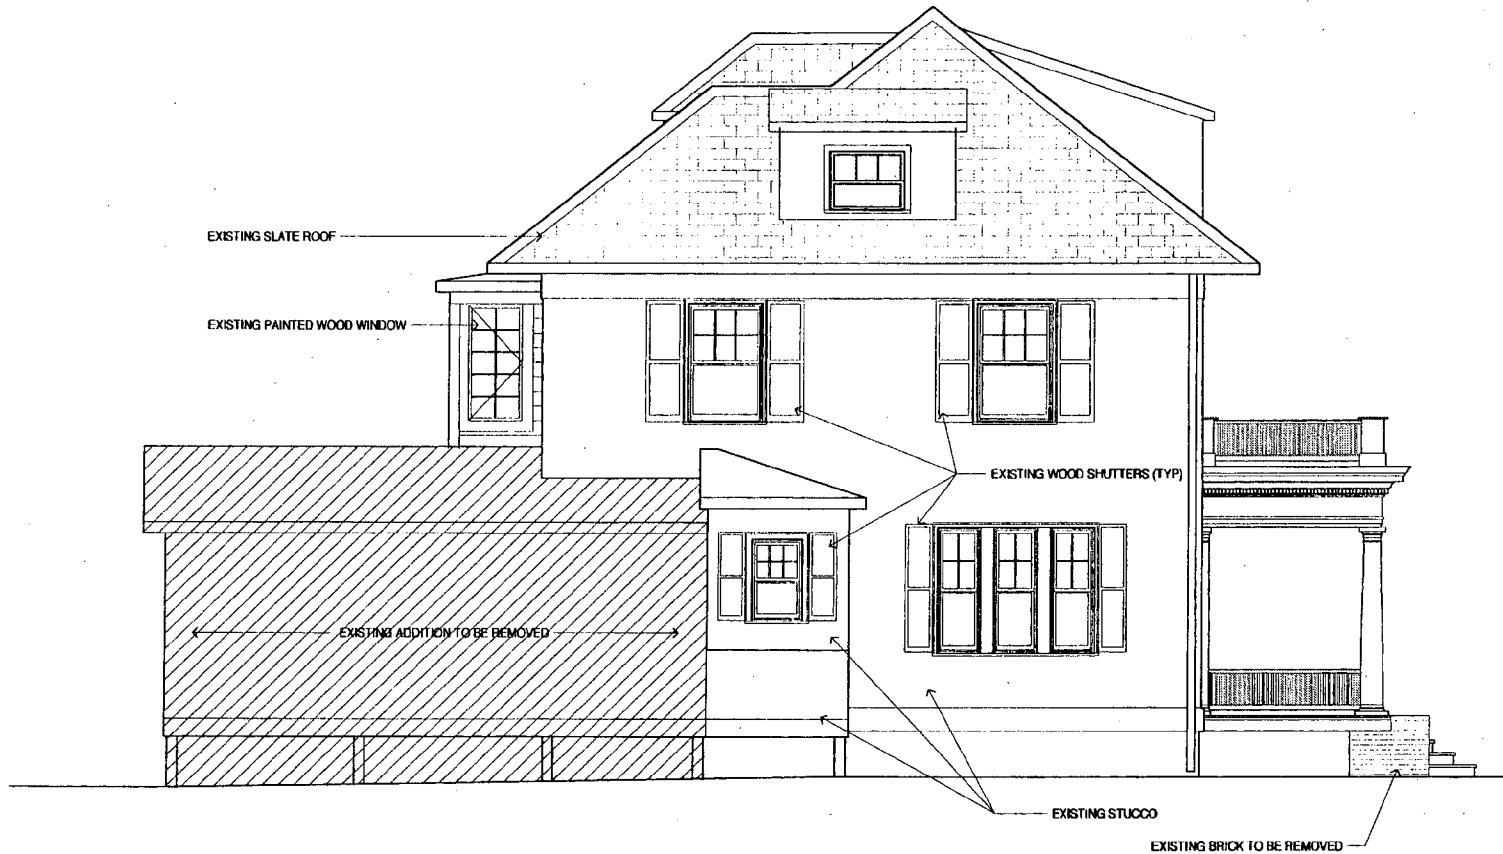 EXISTING SLATE ROOF
EXISTING PAINTED WOOD WINDOW
EXISTING WOOD SHUTTERS (TYP)
EXISTING ADDITION TO BE REMOVED
EXISTING STUCCO
EXISTING BRICK TO BE REMOVED